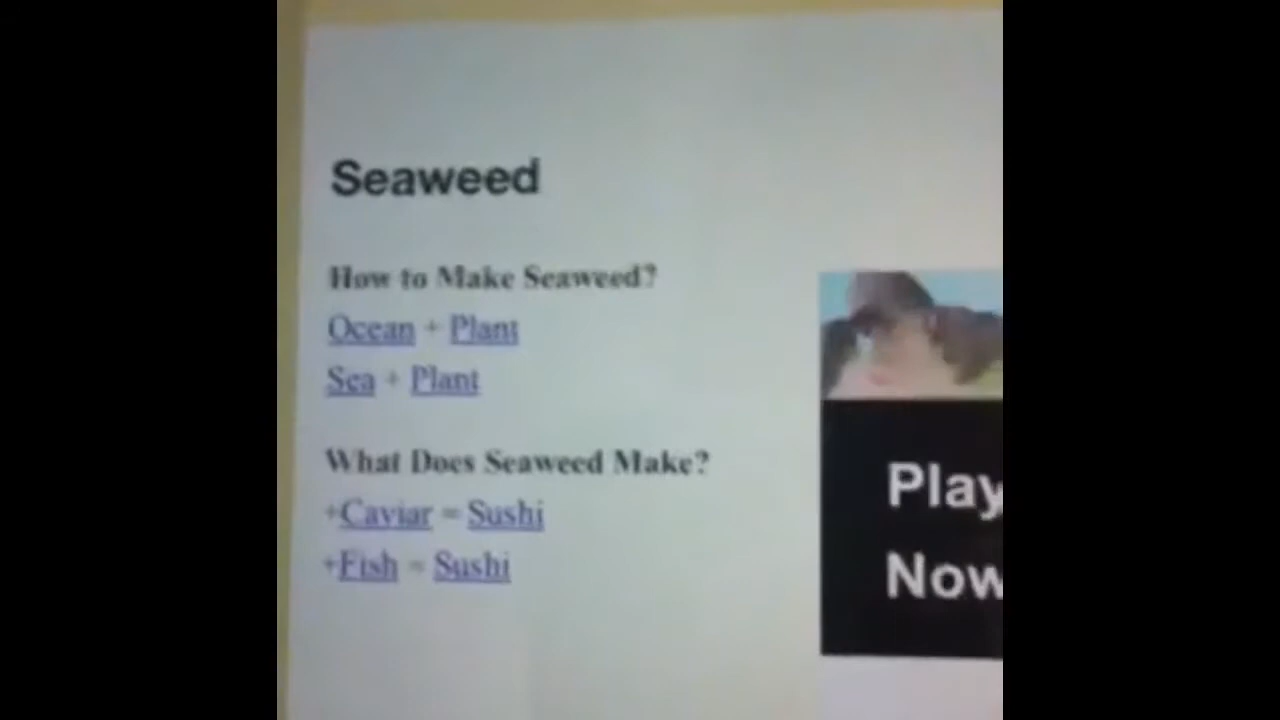 Seaweed
How to Make Seaweed?
Ocean + Plant
Sea + Plant
What Does Seaweed Make?
+Caviar = Sushi
+Fish = Sushi
Play
Now